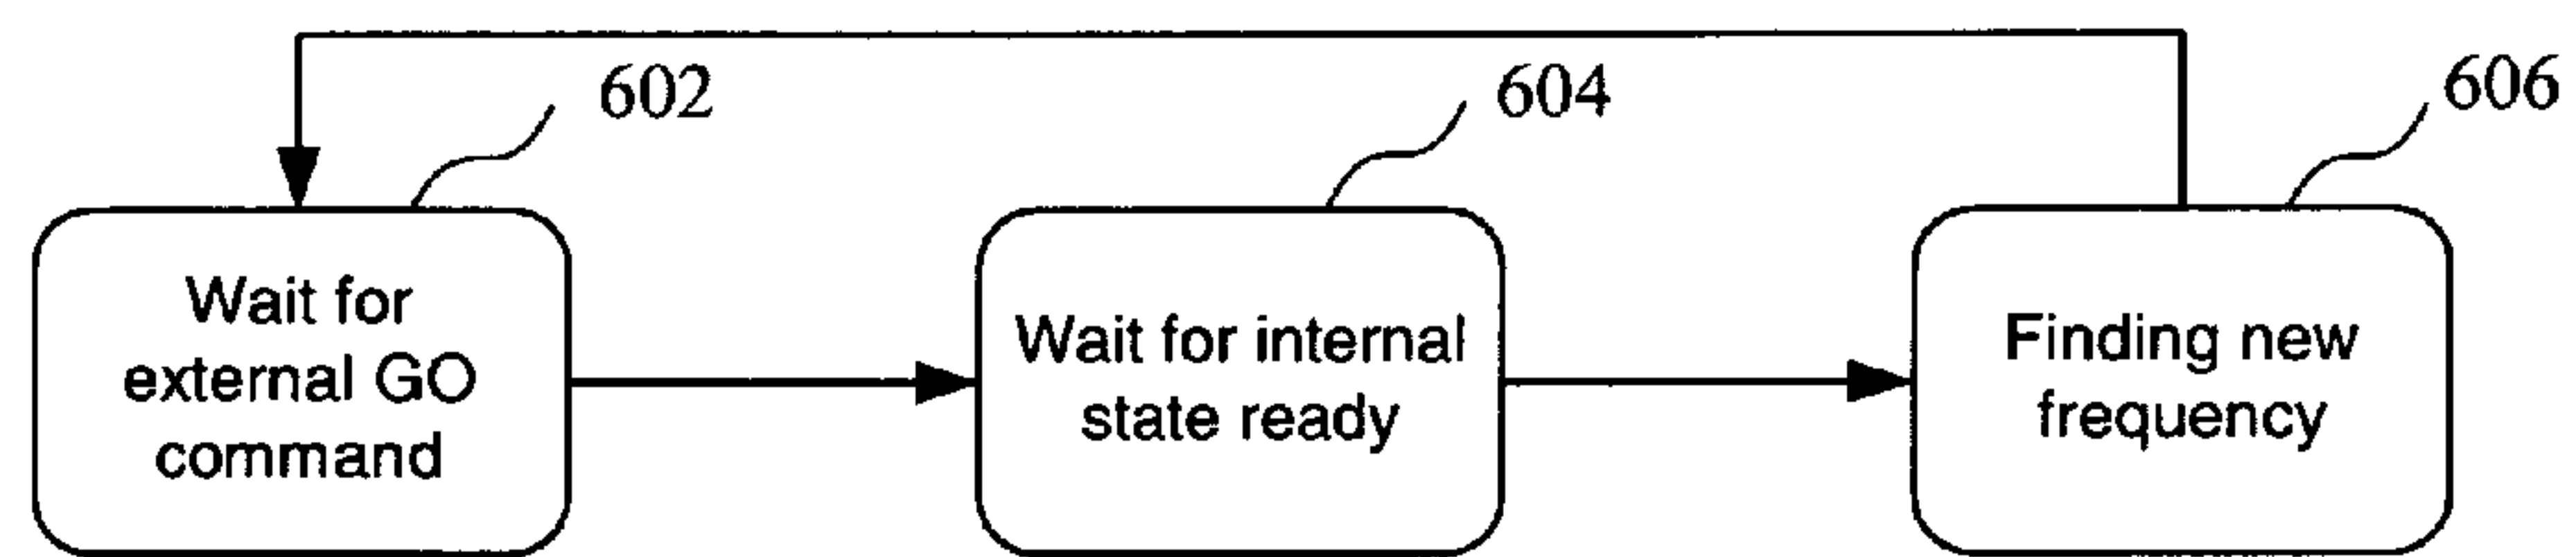 602
604
606
Wait for
external GO
command
Wait for internal
state ready
Finding new
frequency